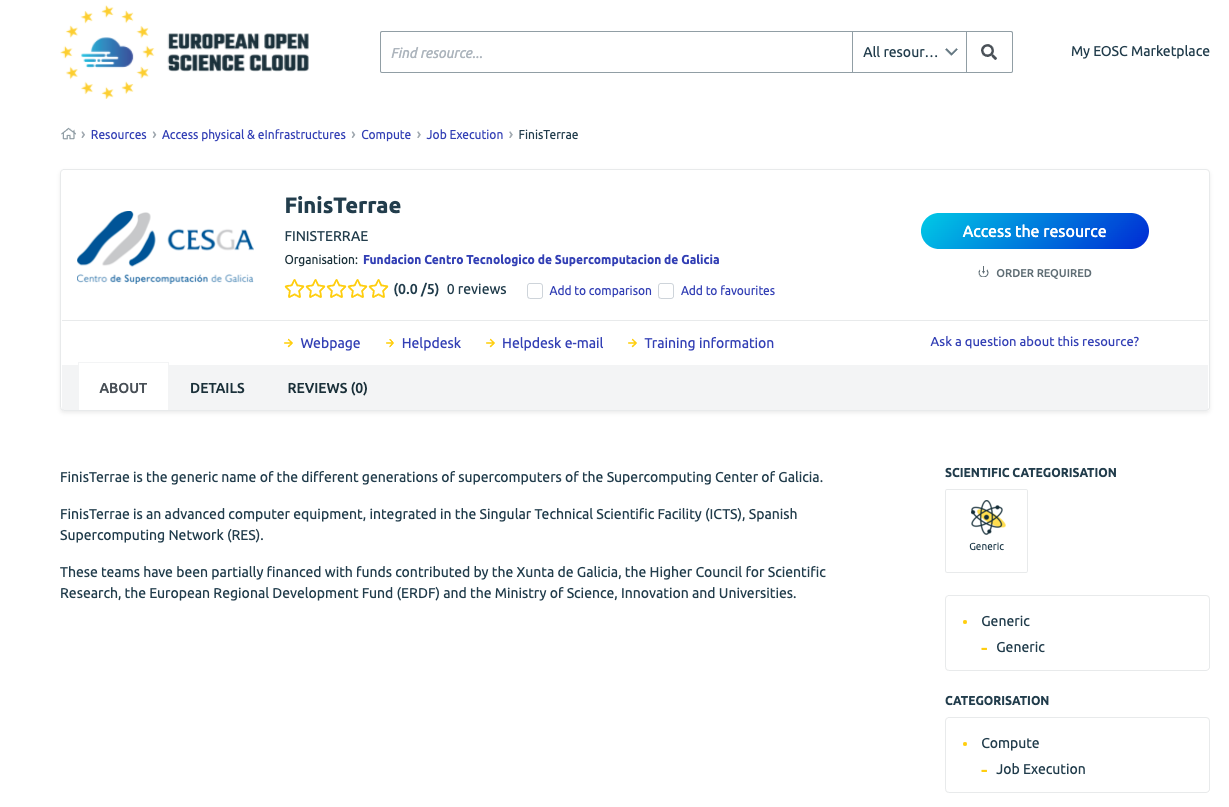 EUROPEAN OPEN
SCIENCE CLOUD
Find resource...
All resour...
My EOSC Marketplace
Resources › Access physical & eInfrastructures › Compute › Job Execution › FinisTerrae
CESGA
Centro de Supercomputación de Galicia
FinisTerrae
FINISTERRAE
Organisation: Fundacion Centro Tecnologico de Supercomputacion de Galicia
(0.0 /5) 0 reviews Add to comparison Add to favourites
Access the resource
ORDER REQUIRED
Webpage Helpdesk Helpdesk e-mail Training information
Ask a question about this resource?
ABOUT DETAILS REVIEWS (0)
FinisTerrae is the generic name of the different generations of supercomputers of the Supercomputing Center of Galicia.
FinisTerrae is an advanced computer equipment, integrated in the Singular Technical Scientific Facility (ICTS), Spanish
Supercomputing Network (RES).
These teams have been partially financed with funds contributed by the Xunta de Galicia, the Higher Council for Scientific
Research, the European Regional Development Fund (ERDF) and the Ministry of Science, Innovation and Universities.
SCIENTIFIC CATEGORISATION
Generic
Generic
Generic
CATEGORISATION
Compute
Job Execution